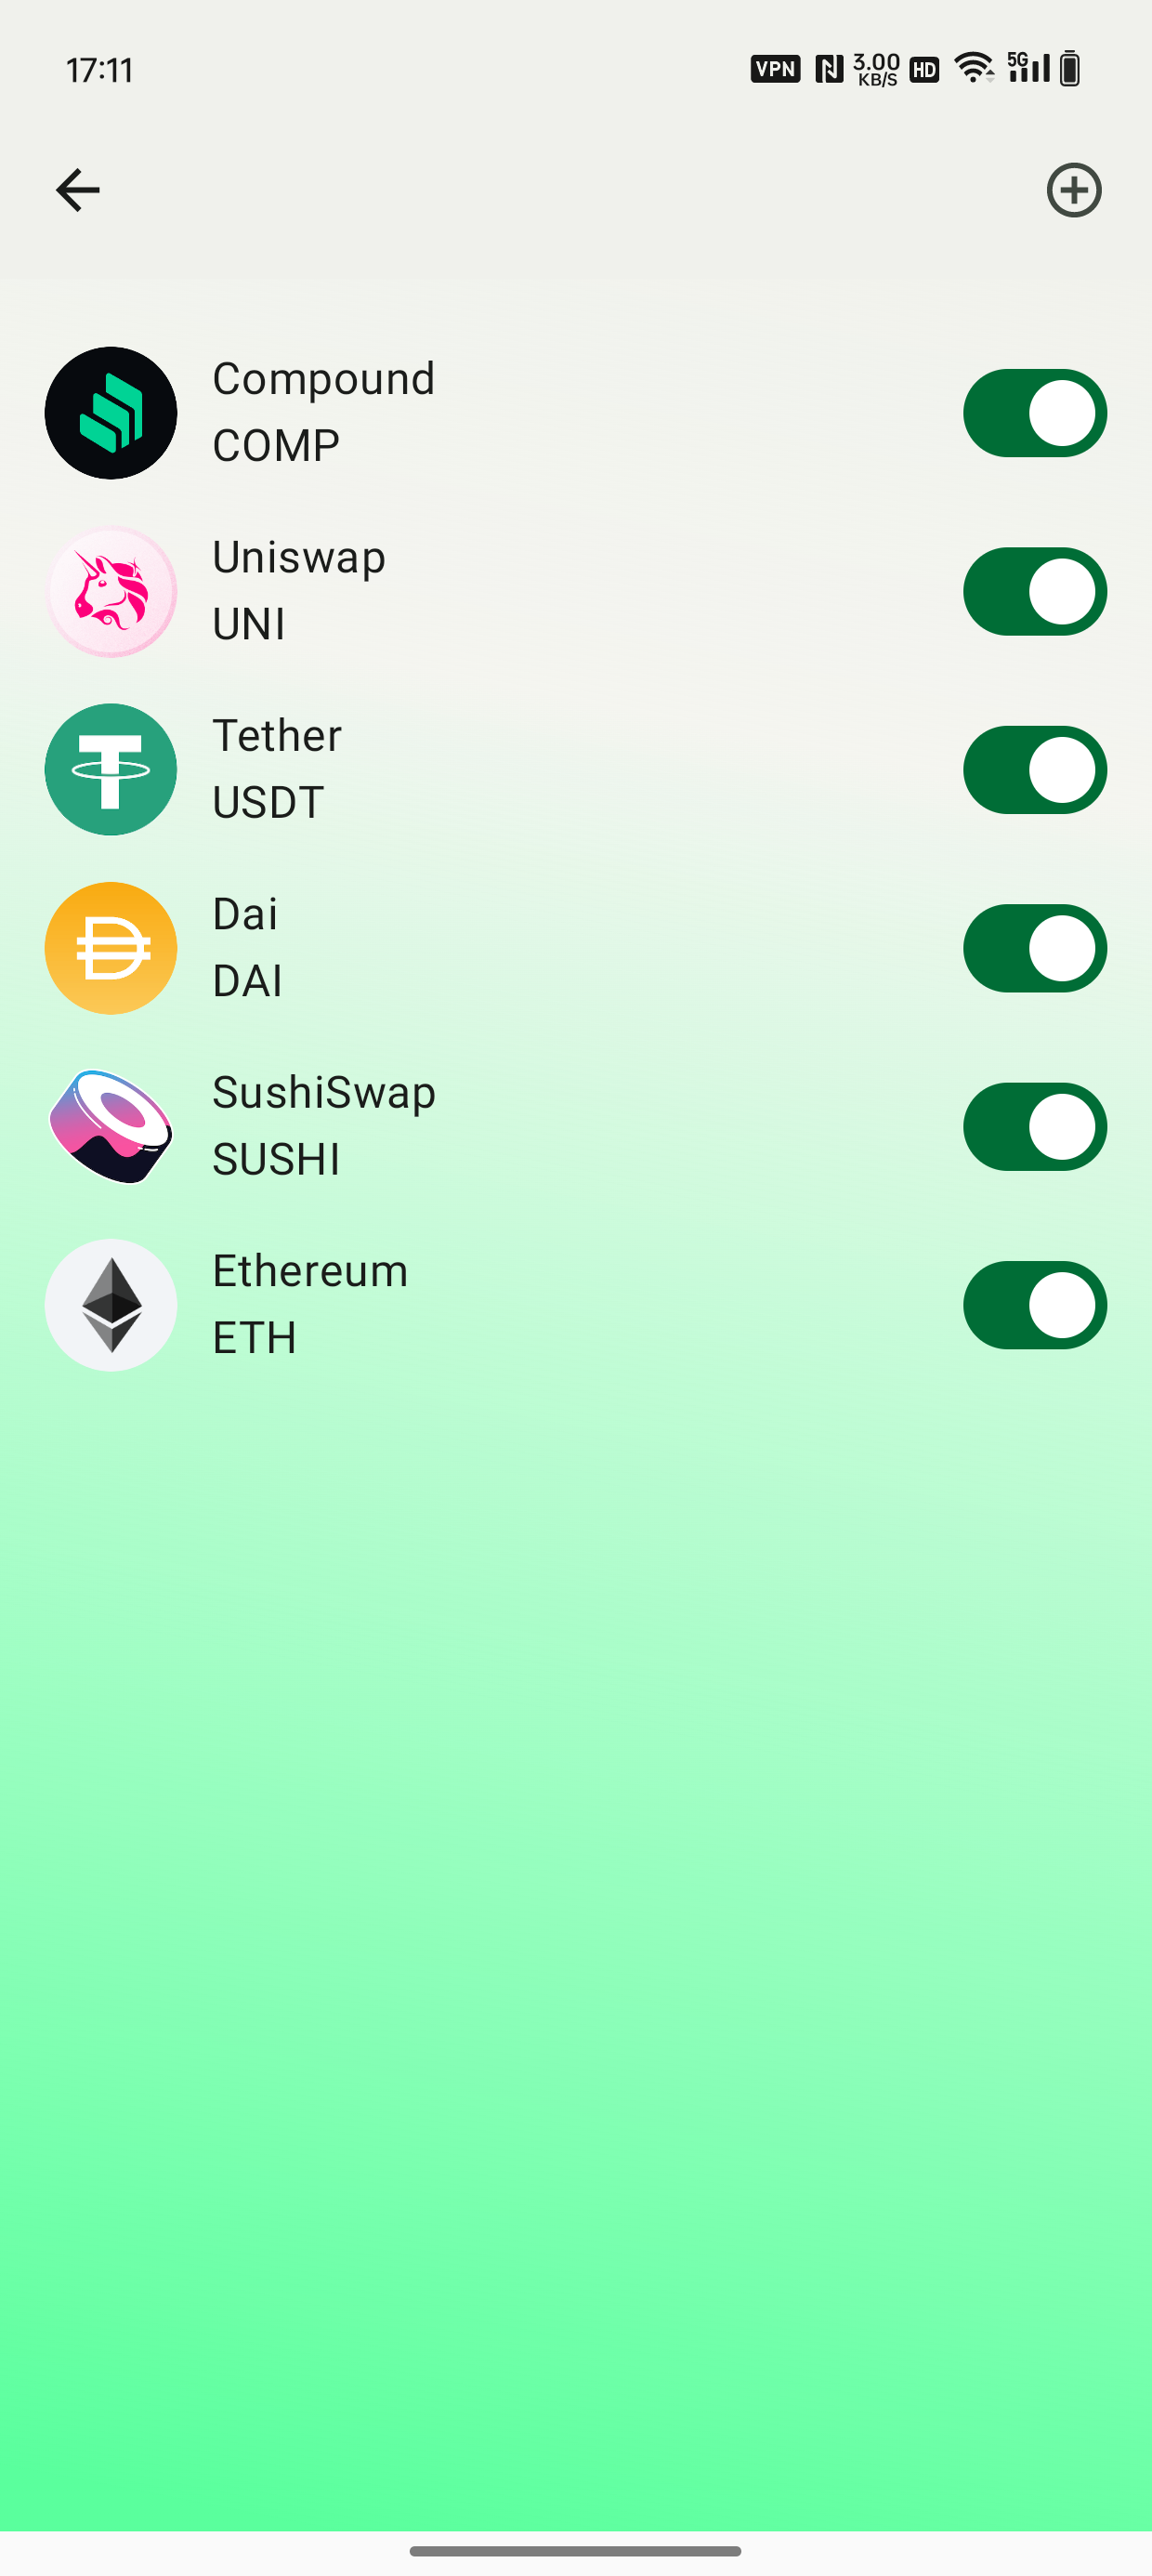 17:11
VPN 3.00 KB/S HD 5G
Compound
COMP
Uniswap
UNI
Tether
USDT
Dai
DAI
SushiSwap
SUSHI
Ethereum
ETH